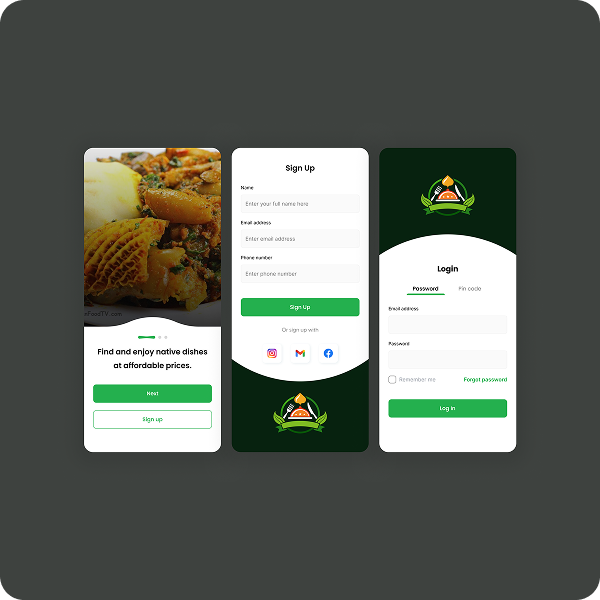 Find and enjoy native dishes
at affordable prices.
Next
Sign up
Sign Up
Name
Enter your full name here
Email address
Enter email address
Phone number
Enter phone number
Sign Up
Or sign up with
Login
Password
Pin code
Email address
Password
Remember me
Forgot password
Log in